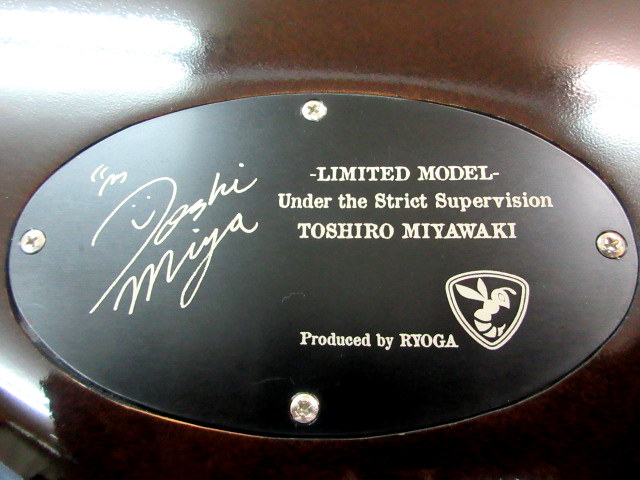 Toshi
Miya
-LIMITED MODEL-
Under the Strict Supervision
TOSHIRO MIYAWAKI
Produced by RYOGA